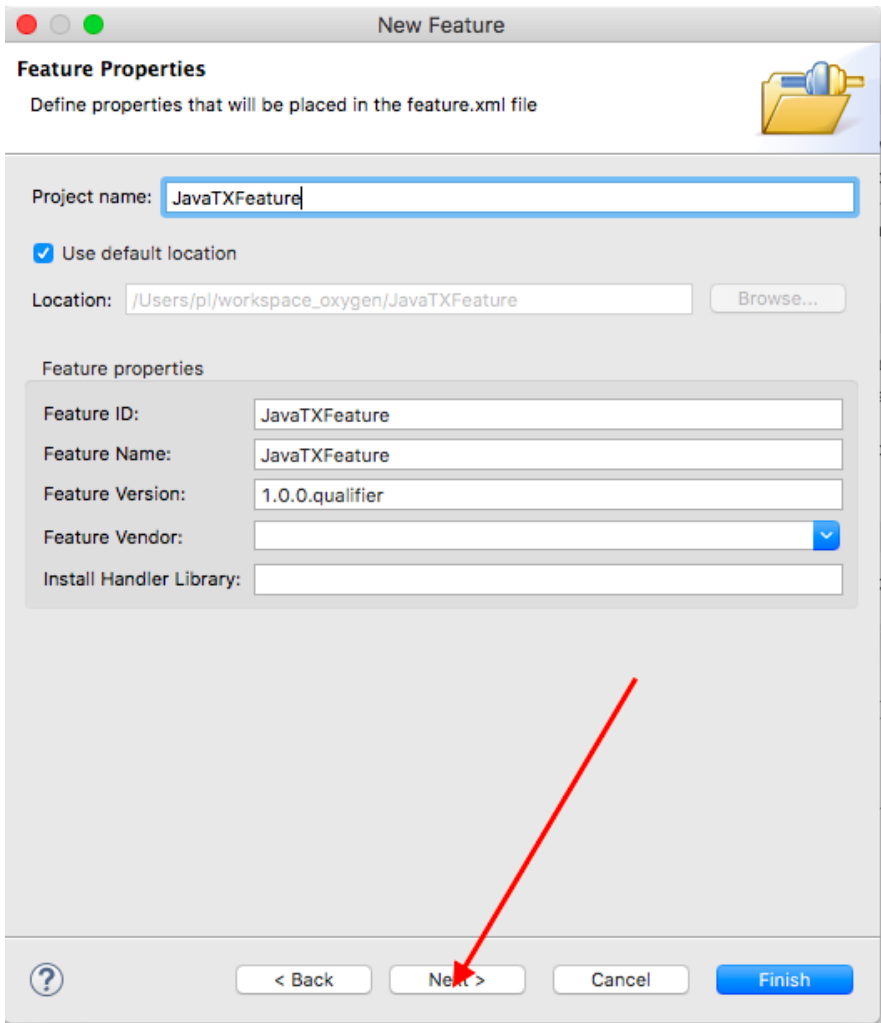 New Feature
Feature Properties
Define properties that will be placed in the feature.xml file
Project name: JavaTXFeature
Use default location
Location: /Users/pl/workspace_oxygen/JavaTXFeature Browse...
Feature properties
Feature ID: JavaTXFeature
Feature Name: JavaTXFeature
Feature Version: 1.0.0.qualifier
Feature Vendor:
Install Handler Library:
? < Back Next > Cancel Finish